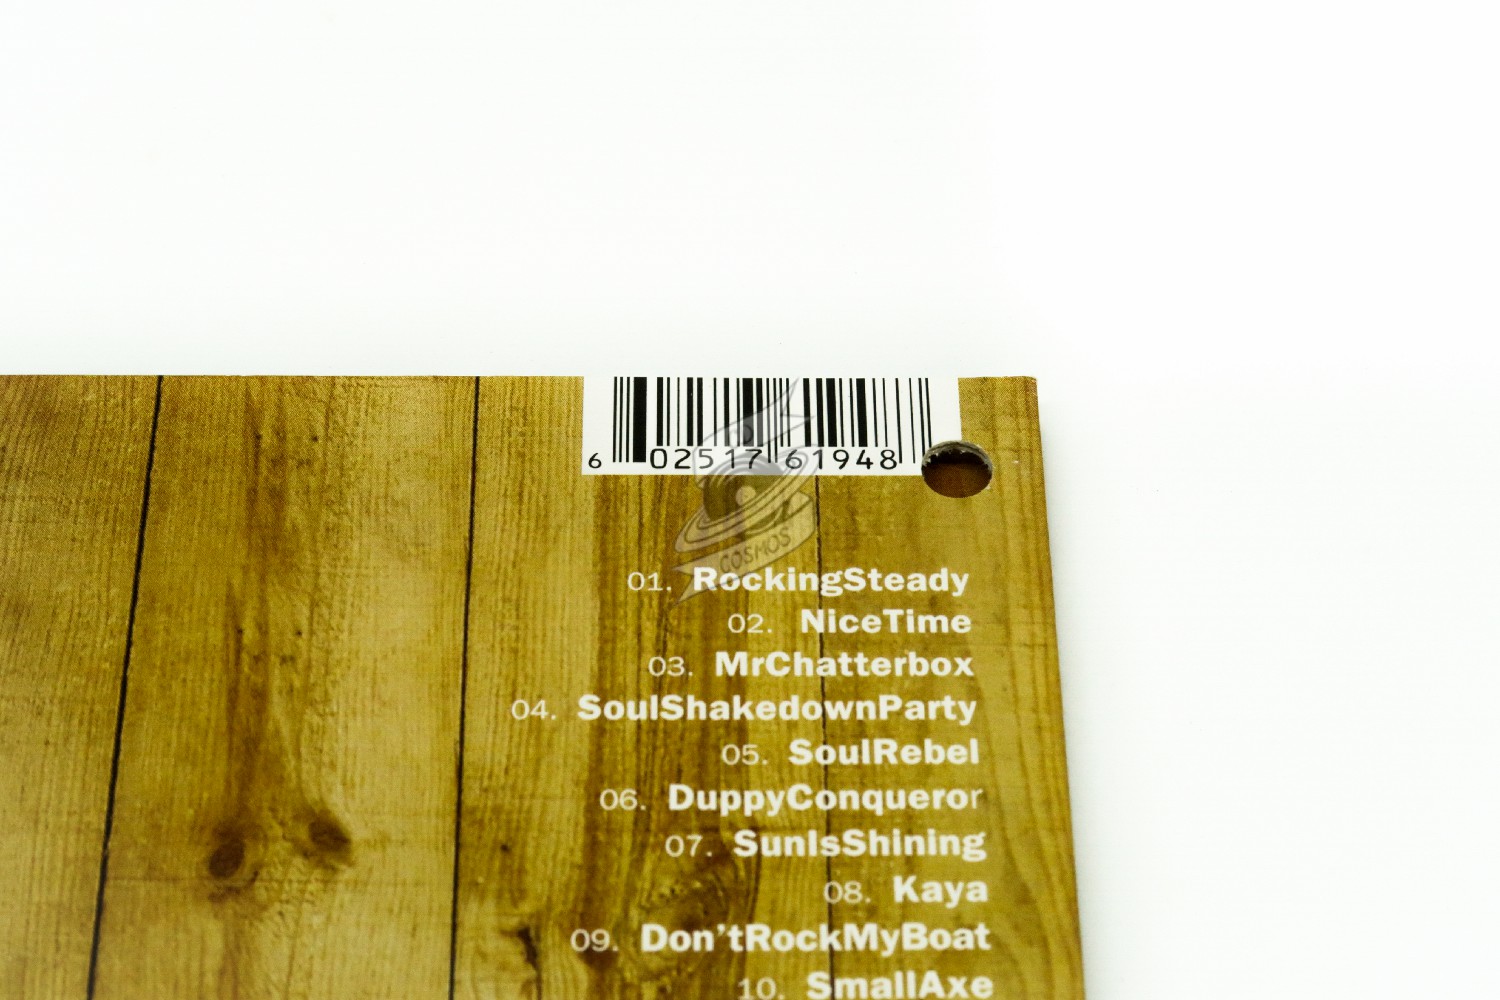 6 02517 61948
COSMOS
01. RockingSteady
02. NiceTime
03. MrChatterbox
04. SoulShakedownParty
05. SoulRebel
06. DuppyConqueror
07. SunIsShining
08. Kaya
09. Don'tRockMyBoat
10. SmallAxe